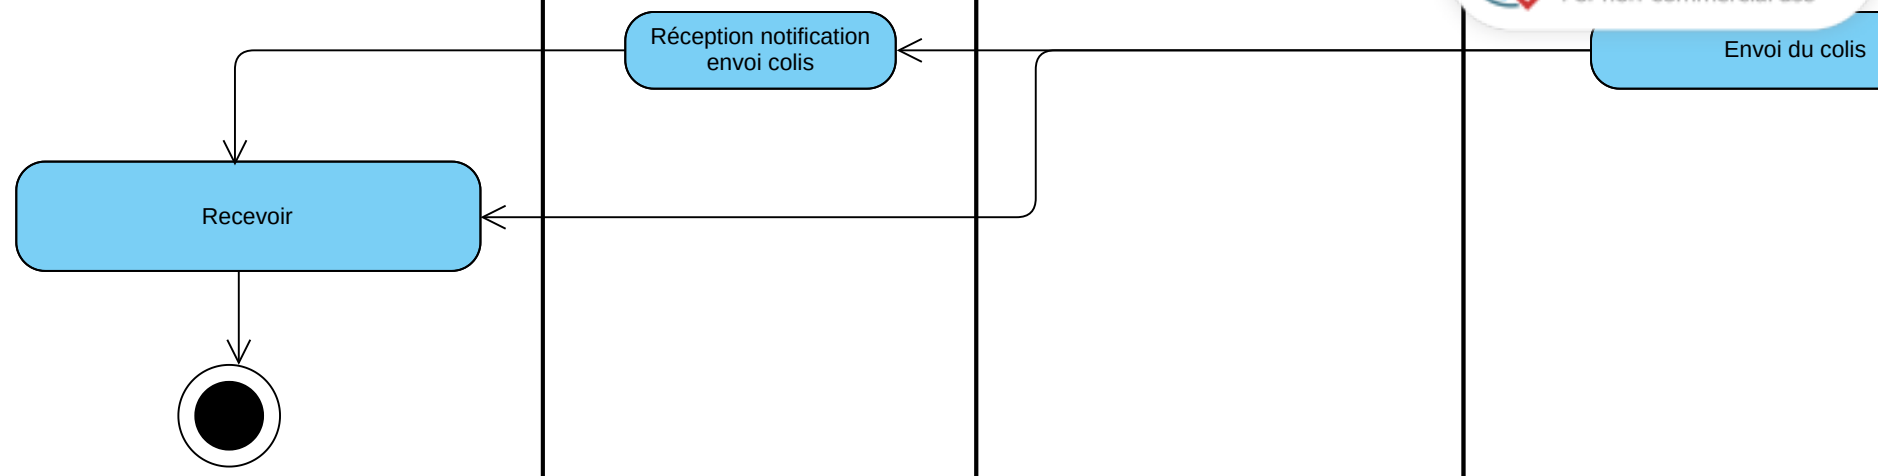 Réception notification
envoi colis
Envoi du colis
Recevoir